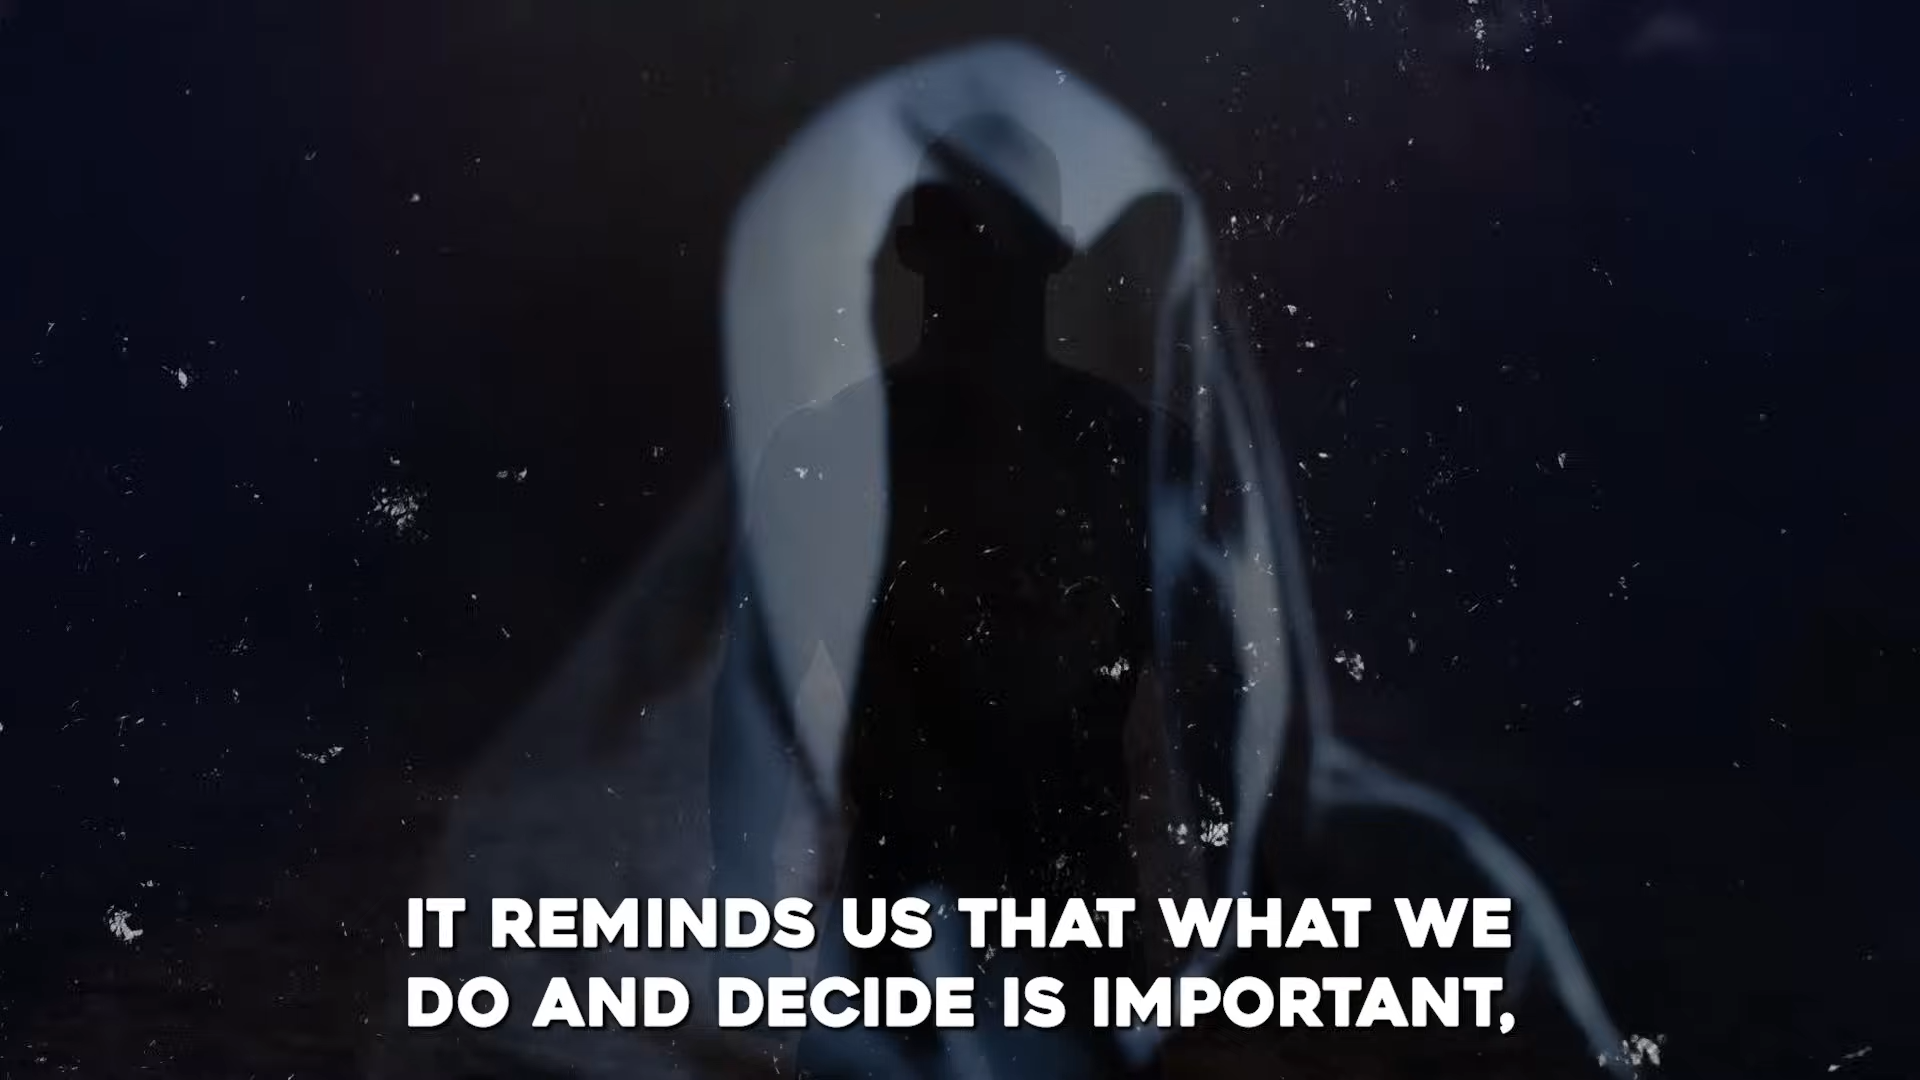 IT REMINDS US THAT WHAT WE
DO AND DECIDE IS IMPORTANT,